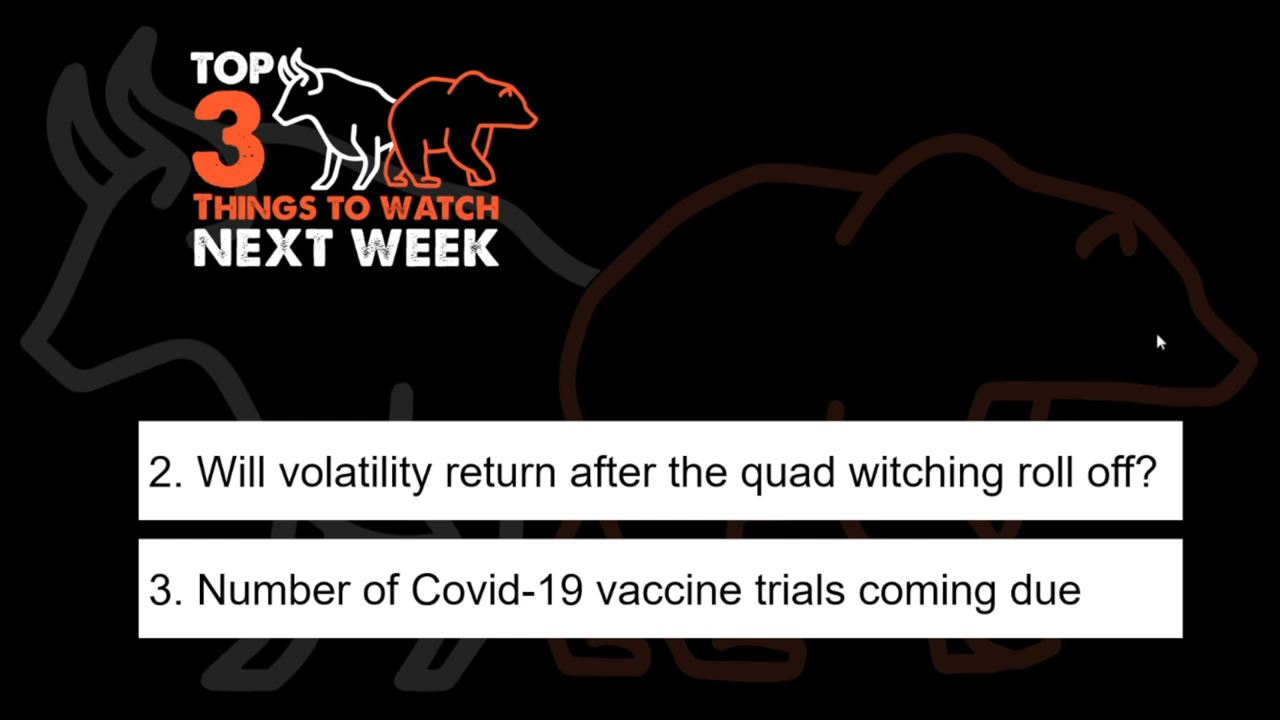 TOP
3
THINGS TO WATCH
NEXT WEEK
2. Will volatility return after the quad witching roll off?
3. Number of Covid-19 vaccine trials coming due